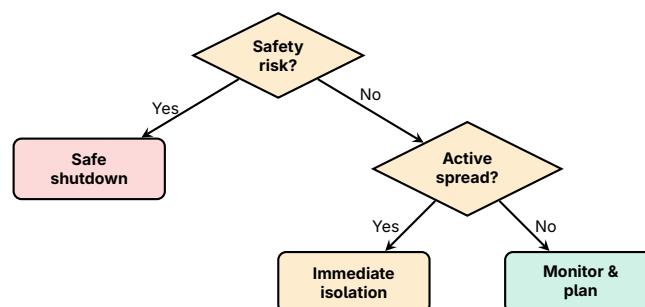 Safety
risk?
Yes
No
Safe
shutdown
Active
spread?
Yes
No
Immediate
isolation
Monitor &
plan